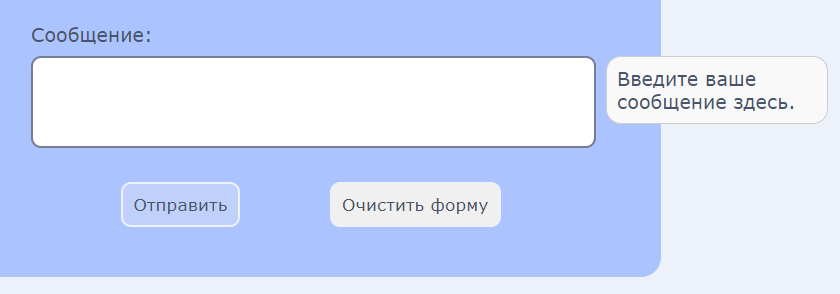 Сообщение:
Введите ваше
сообщение здесь.
Отправить
Очистить форму